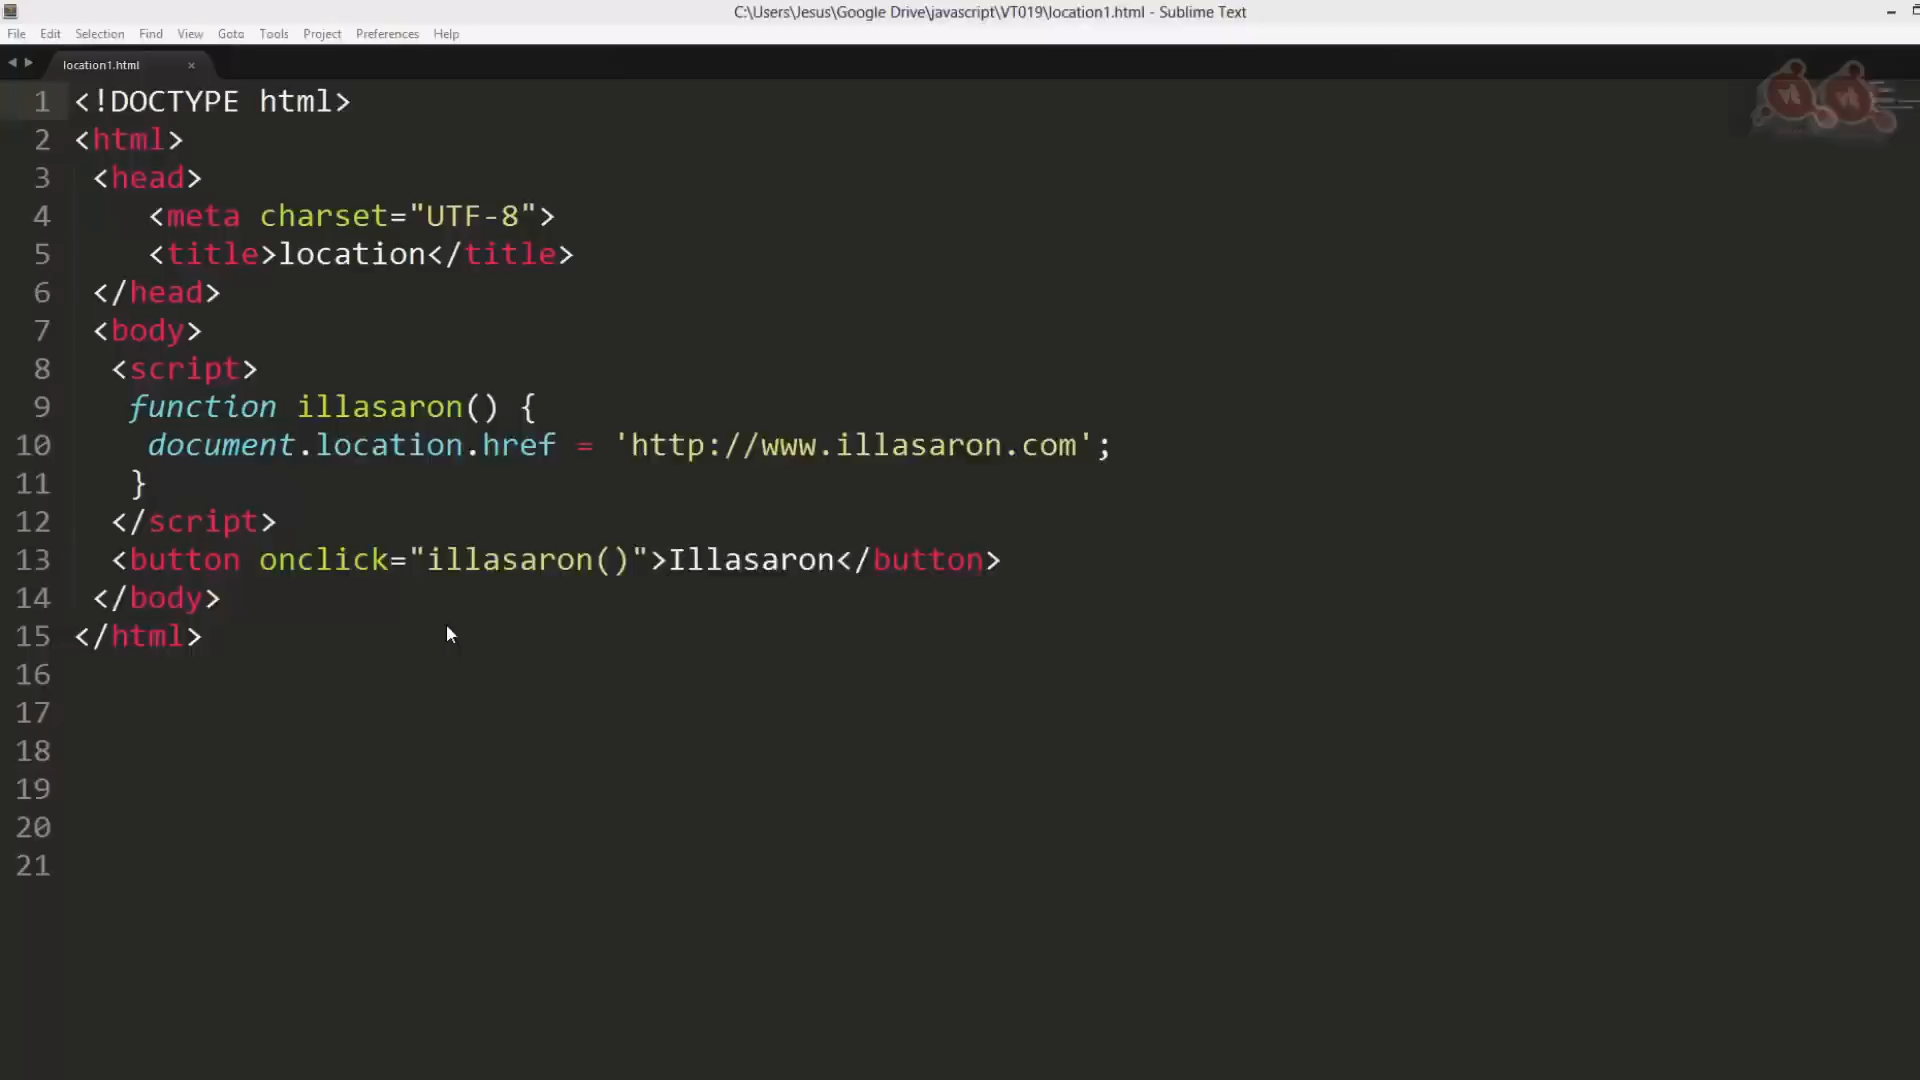 C:\Users\Jesus\Google Drive\javascript\VT019\location1.html - Sublime Text
File Edit Selection Find View Goto Tools Project Preferences Help
location1.html ×
1 <!DOCTYPE html>
2 <html>
3 <head>
4 <meta charset="UTF-8">
5 <title>location</title>
6 </head>
7 <body>
8 <script>
9 function illasaron() {
10 document.location.href = 'http://www.illasaron.com';
11 }
12 </script>
13 <button onclick="illasaron()">Illasaron</button>
14 </body>
15 </html>
16
17
18
19
20
21